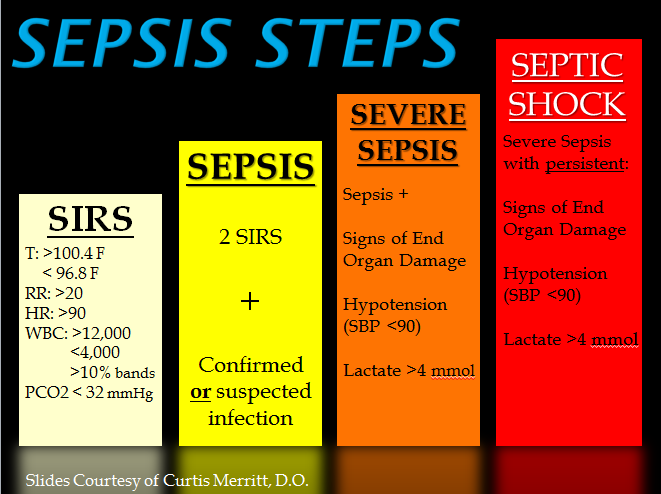 SEPSIS STEPS
SIRS
T: >100.4 F
< 96.8 F
RR: >20
HR: >90
WBC: >12,000
<4,000
>10% bands
PCO2 < 32 mmHg
SEPSIS
2 SIRS
+
Confirmed
or suspected
infection
SEVERE
SEPSIS
Sepsis +
Signs of End
Organ Damage
Hypotension
(SBP <90)
Lactate >4 mmol
SEPTIC
SHOCK
Severe Sepsis
with persistent:
Signs of End
Organ Damage
Hypotension
(SBP <90)
Lactate >4 mmol
Slides Courtesy of Curtis Merritt, D.O.